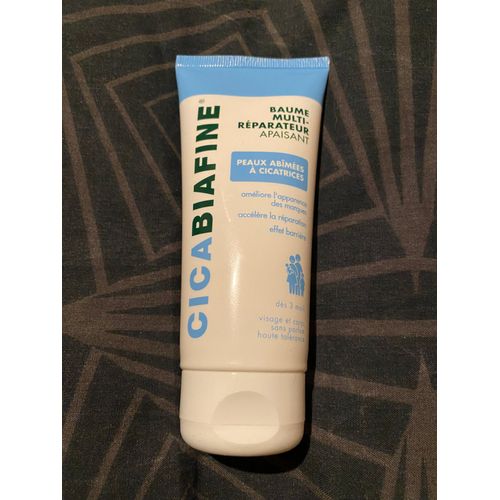 CICABIAFINE®
BAUME
MULTI-
RÉPARATEUR
APAISANT
PEAUX ABÎMÉES
À CICATRICES
améliore l'apparence
des marques
accélère la réparation
effet barrière
dès 3 mois
visage et corps
sans parfum
haute tolérance